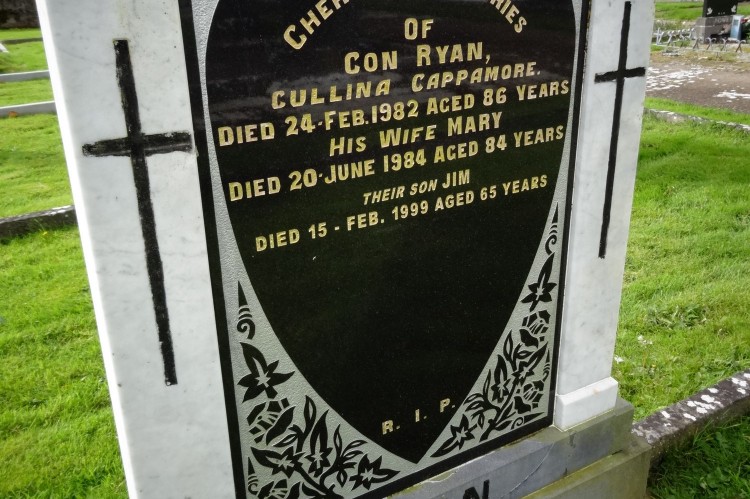 OF
CON RYAN,
CULLINA CAPPAMORE.
DIED 24-FEB.1982 AGED 86 YEARS
HIS WIFE MARY
DIED 20-JUNE 1984 AGED 84 YEARS
THEIR SON JIM
DIED 15 - FEB. 1999 AGED 65 YEARS
R. I. P.
N